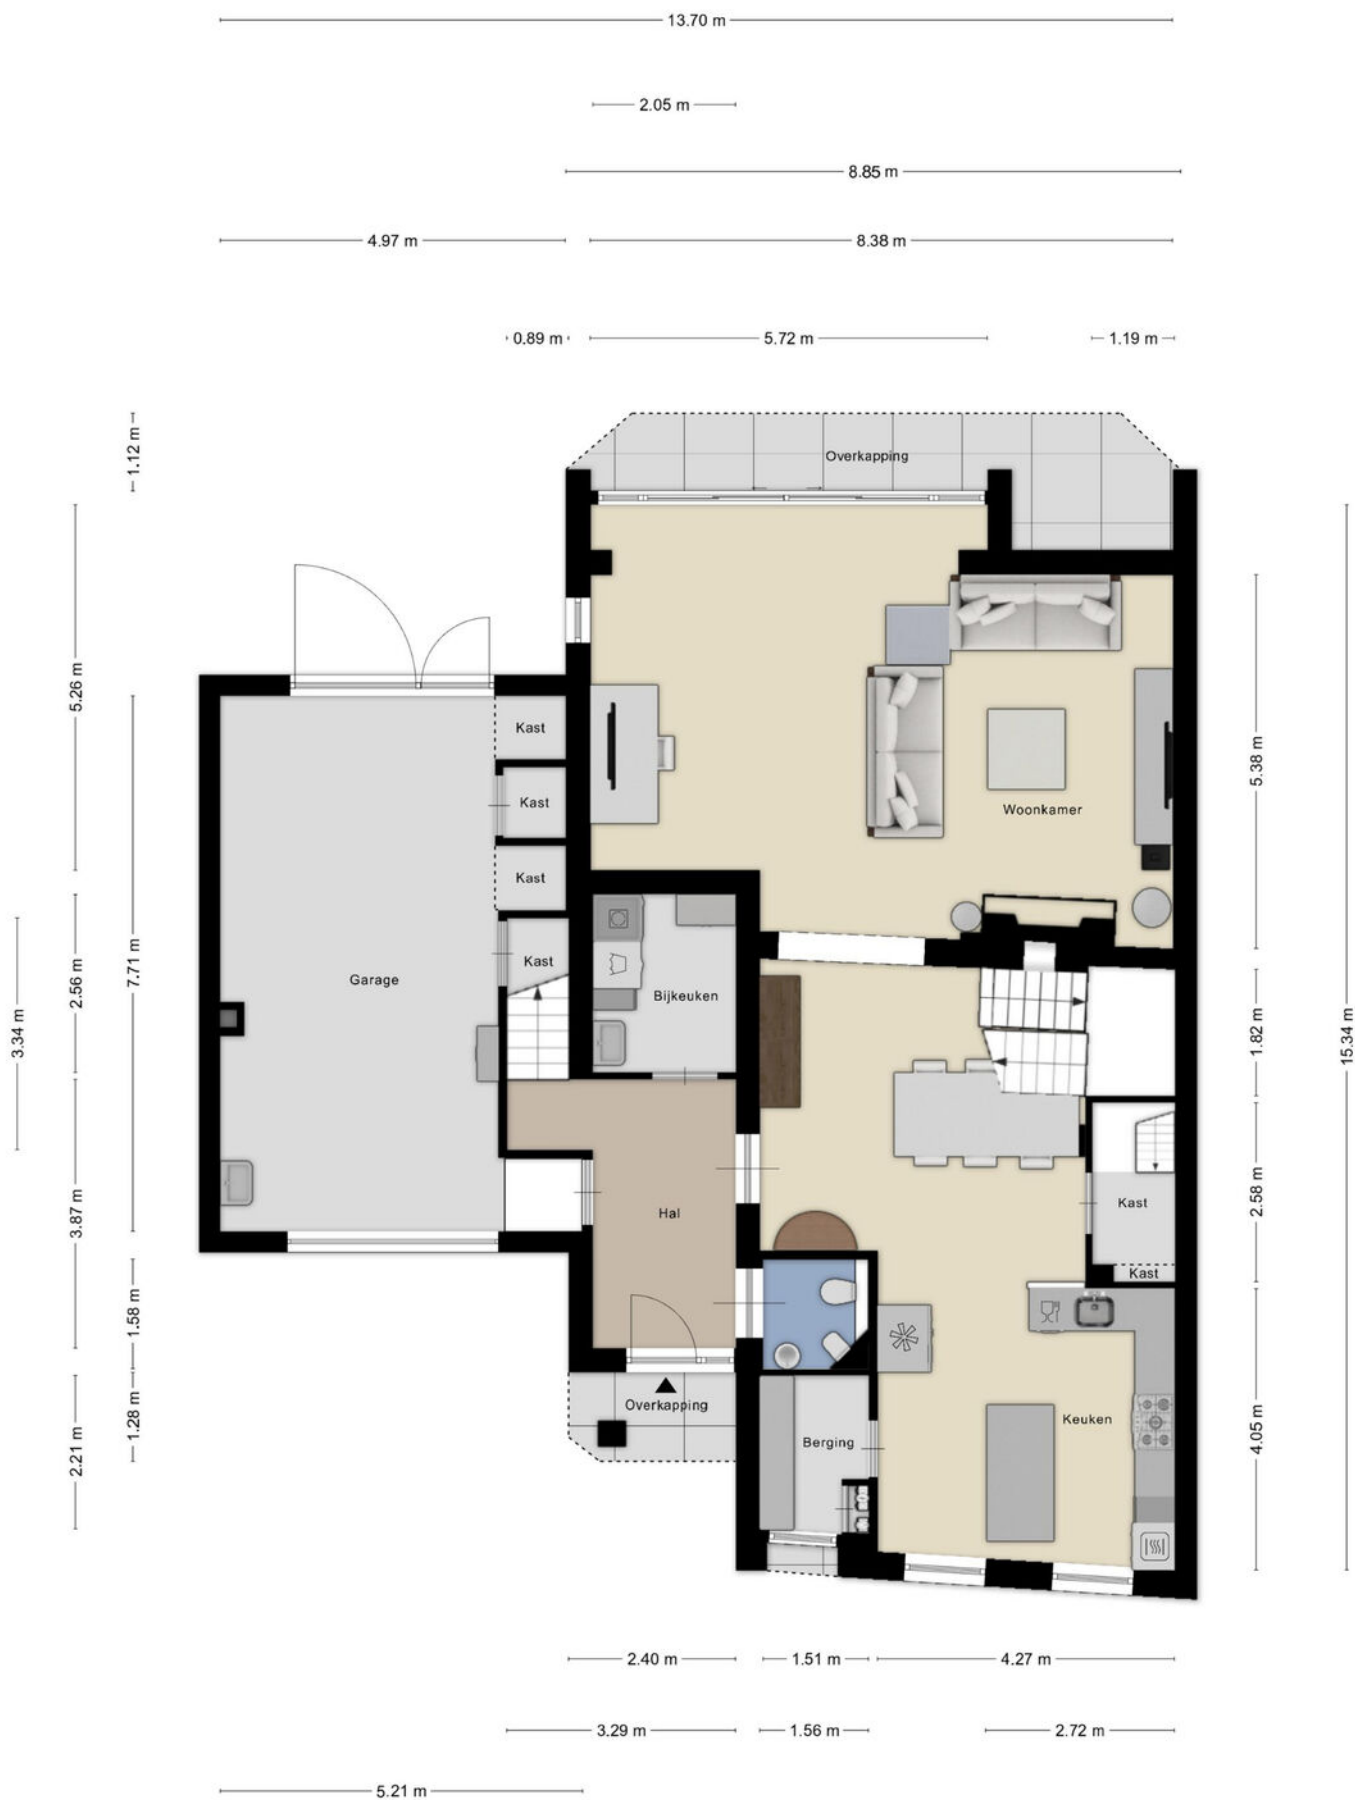 13.70 m
2.05 m
8.85 m
4.97 m
8.38 m
0.89 m
5.72 m
1.19 m
1.12 m
Overkapping
5.26 m
5.38 m
Kast
Kast
Woonkamer
Kast
Kast
Garage
Bijkeuken
2.56 m
7.71 m
3.34 m
1.82 m
15.34 m
Hal
Kast
Kast
3.87 m
2.58 m
1.58 m
Overkapping
Berging
Keuken
1.28 m
2.21 m
4.05 m
2.40 m
1.51 m
4.27 m
3.29 m
1.56 m
2.72 m
5.21 m